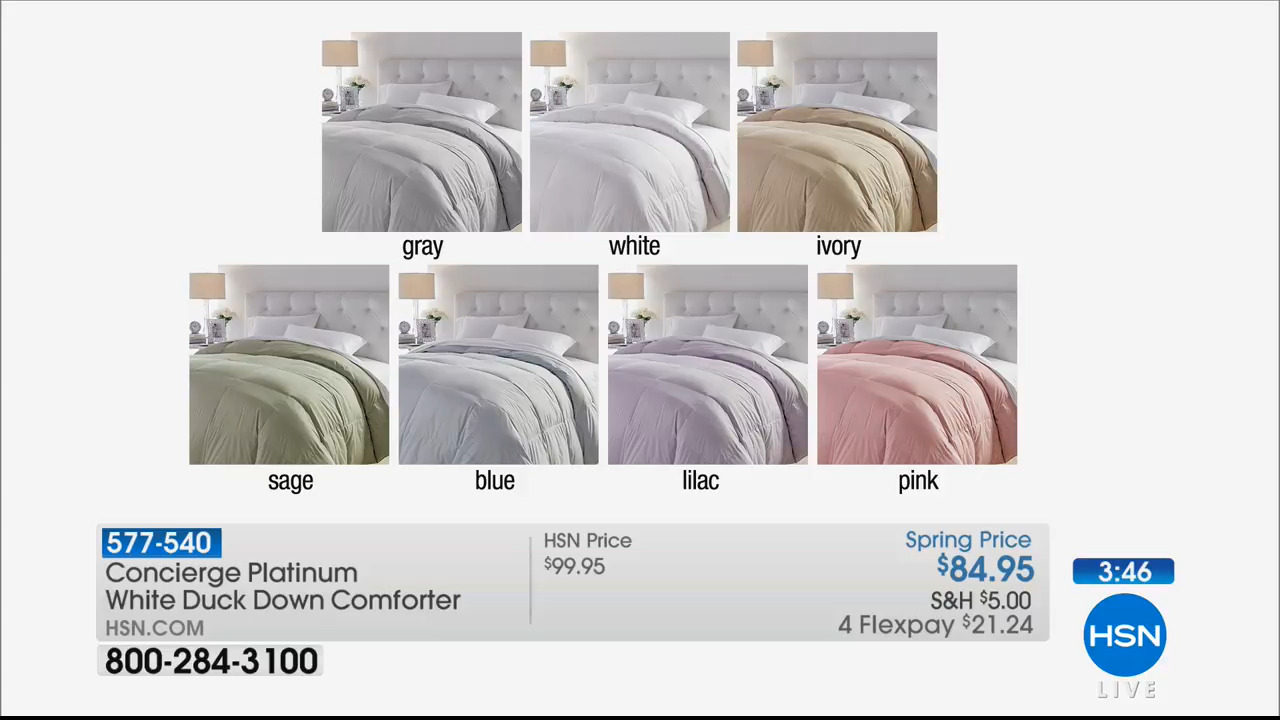 gray
white
ivory
sage
blue
lilac
pink
577-540
Concierge Platinum
White Duck Down Comforter
HSN.COM
800-284-3100
HSN Price
$99.95
Spring Price
$84.95
S&H $5.00
4 Flexpay $21.24
3:46
HSN
LIVE